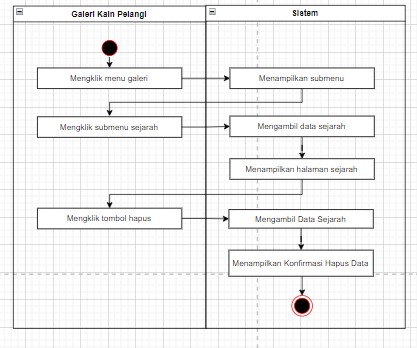 Galeri Kain Pelangi
Sistem
Mengklik menu galeri
Menampilkan submenu
Mengklik submenu sejarah
Mengambil data sejarah
Menampilkan halaman sejarah
Mengklik tombol hapus
Mengambil Data Sejarah
Menampilkan Konfirmasi Hapus Data